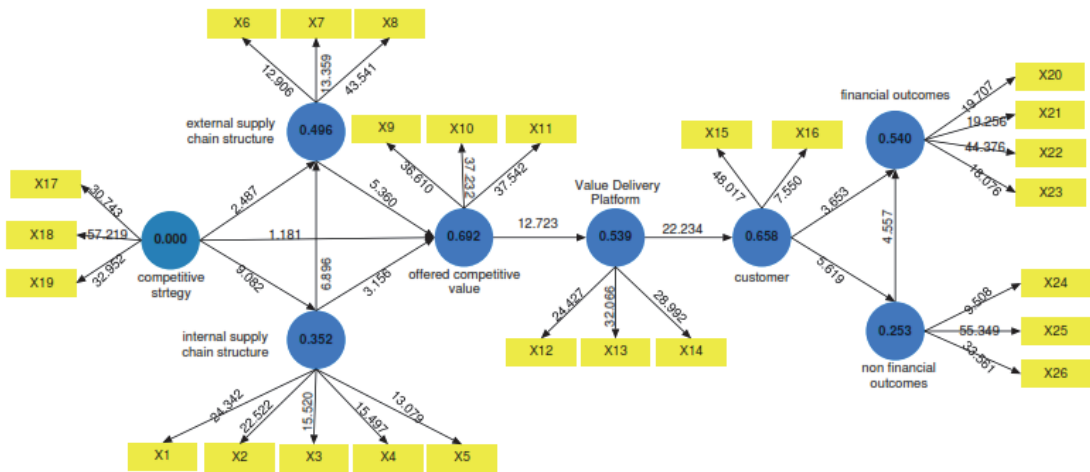 X6
X7
X8
12.906
13.359
43.541
0.496
external supply
chain structure
X9
X10
X11
36.610
37.232
37.542
X15
X16
48.017
7.550
financial outcomes
0.540
X20
X21
X22
X23
19.707
19.256
44.376
18.076
X17
X18
X19
30.743
57.219
32.952
0.000
competitive
strtegy
2.487
1.181
9.082
6.896
5.360
3.156
0.692
offered competitive
value
12.723
Value Delivery
Platform
0.539
22.234
0.658
customer
3.653
5.619
4.557
24.427
32.066
28.992
X12
X13
X14
0.253
non financial
outcomes
9.508
55.349
33.561
X24
X25
X26
internal supply
chain structure
0.352
24.342
22.522
15.520
15.497
13.079
X1
X2
X3
X4
X5